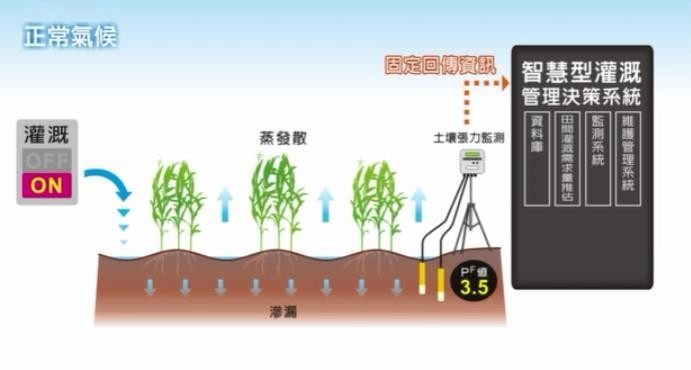 正常氣候
固定回傳資訊
智慧型灌溉
管理決策系統
資料庫
田間灌溉需求量推估
監測系統
維護管理系統
灌溉
OFF
ON
蒸發散
土壤張力監測
PF值
3.5
滲漏